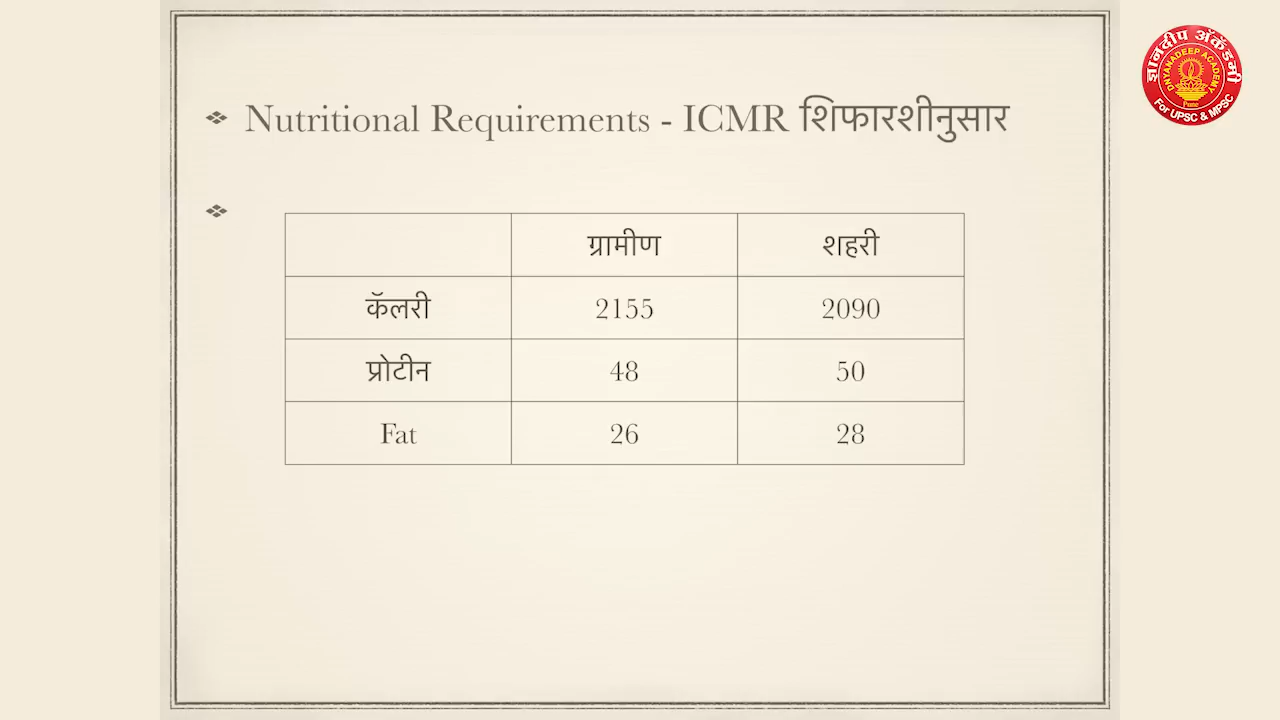 Nutritional Requirements - ICMR शिफारशीनुसार
ग्रामीण शहरी
कॅलरी 2155 2090
प्रोटीन 48 50
Fat 26 28
ज्ञानदीप अ‍ॅकॅडमी
DNYANADEEP ACADEMY
Pune
For UPSC & MPSC